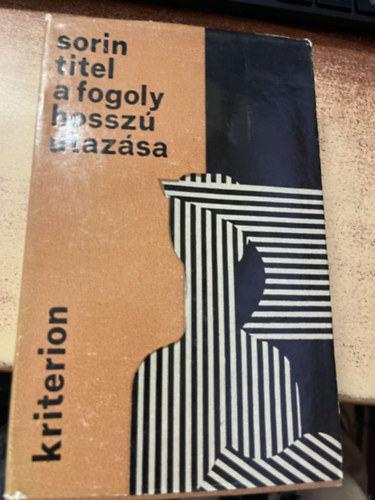 sorin
titel
a fogoly
hosszú
utazása
kriterion